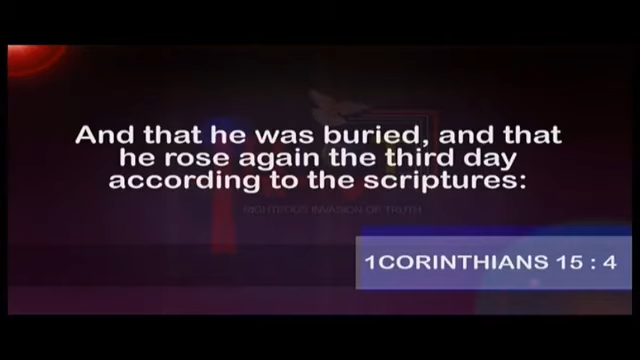 And that he was buried, and that
he rose again the third day
according to the scriptures:
RIGHTEOUS INVASION OF TRUTH
1CORINTHIANS 15 : 4